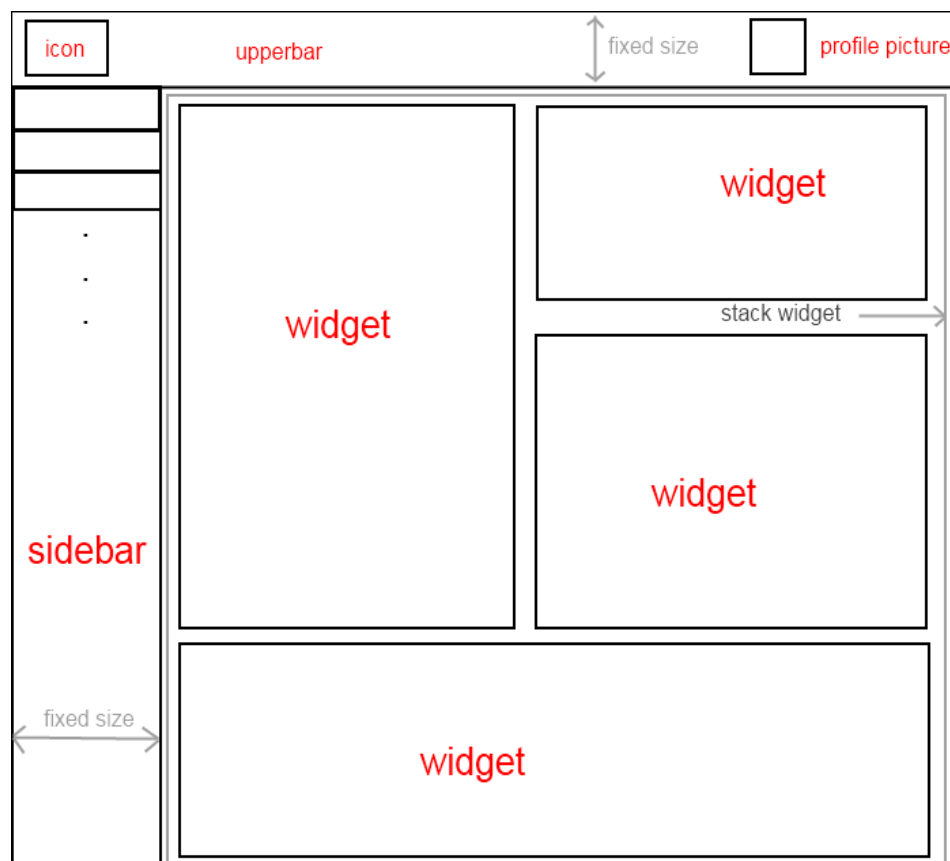 icon
upperbar
fixed size
profile picture
widget
widget
stack widget
widget
sidebar
fixed size
widget